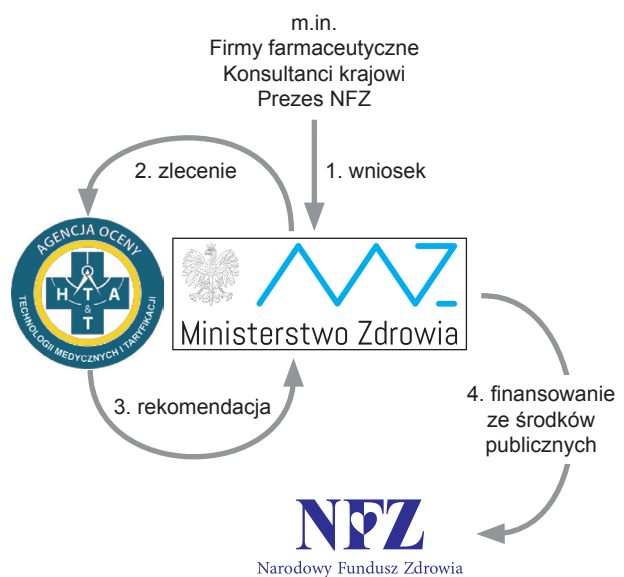 m.in.
Firmy farmaceutyczne
Konsultanci krajowi
Prezes NFZ
2. zlecenie
1. wniosek
AGENCJA OCENY
TECHNOLOGII MEDYCZNYCH I TARYFIKACJI
H T A
&
T
Ministerstwo Zdrowia
3. rekomendacja
4. finansowanie
ze środków
publicznych
NFZ
Narodowy Fundusz Zdrowia